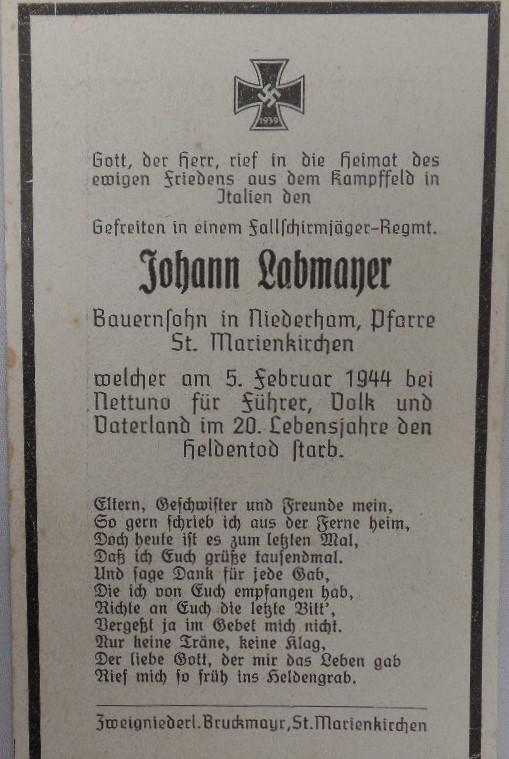 1939
Gott, der Herr, rief in die Heimat des
ewigen Friedens aus dem Kampffeld in
Italien den
Gefreiten in einem Fallschirmjäger-Regmt.
Johann Labmayer
Bauernsohn in Niederham, Pfarre
St. Marienkirchen
welcher am 5. Februar 1944 bei
Nettuno für Führer, Volk und
Vaterland im 20. Lebensjahre den
Heldentod starb.
Eltern, Geschwister und Freunde mein,
So gern schrieb ich aus der Ferne heim,
Doch heute ist es zum letzten Mal,
Daß ich Euch grüße tausendmal.
Und sage Dank für jede Gab,
Die ich von Euch empfangen hab,
Richte an Euch die letzte Bitt',
Vergeßt ja im Gebet mich nicht.
Nur keine Träne, keine Klag,
Der liebe Gott, der mir das Leben gab
Rief mich so früh ins Heldengrab.
Zweigniederl. Bruckmayr, St. Marienkirchen